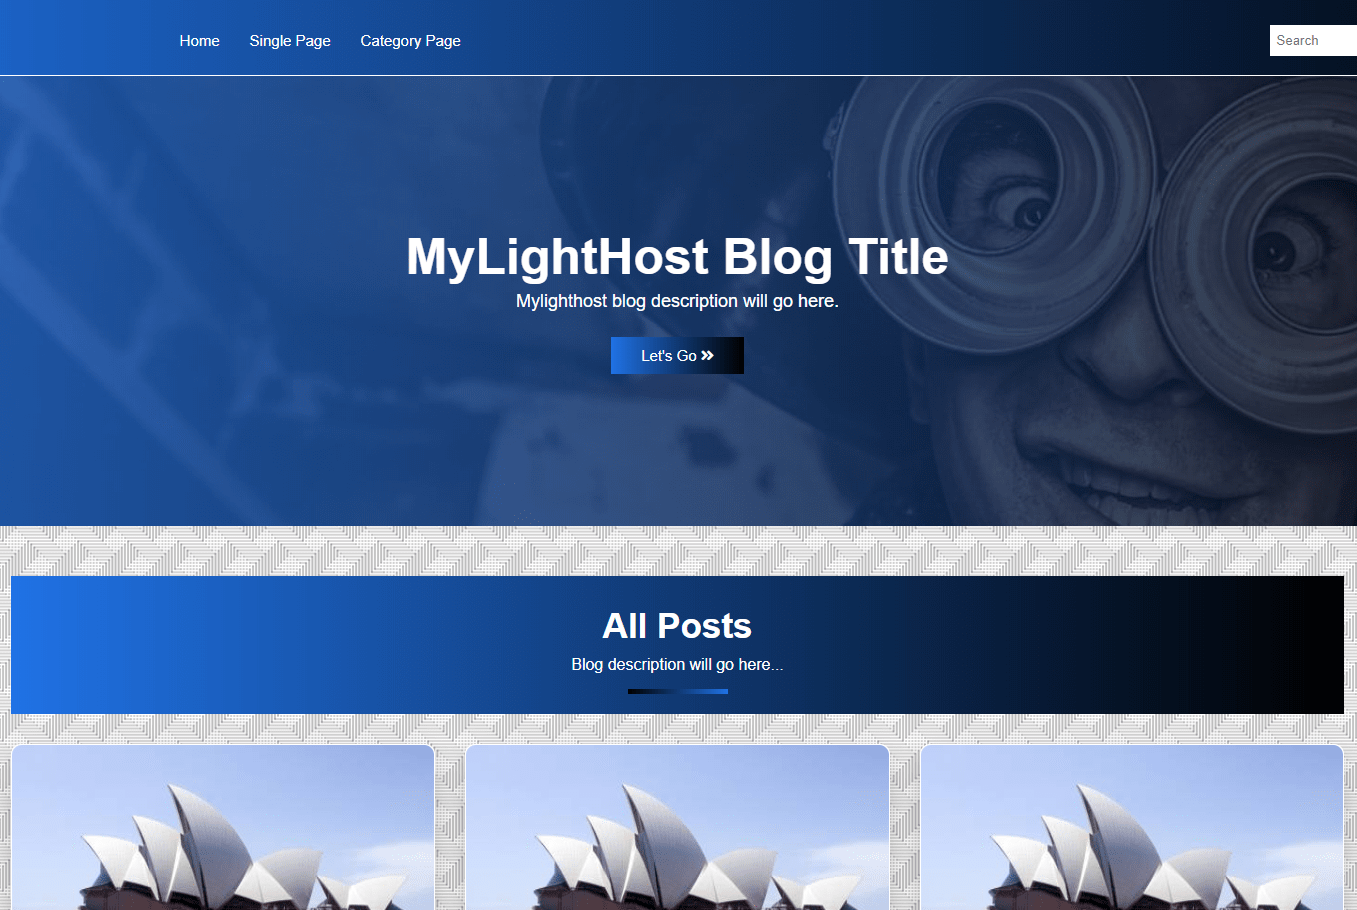 Home Single Page Category Page Search
MyLightHost Blog Title
Mylighthost blog description will go here.
Let's Go
All Posts
Blog description will go here...